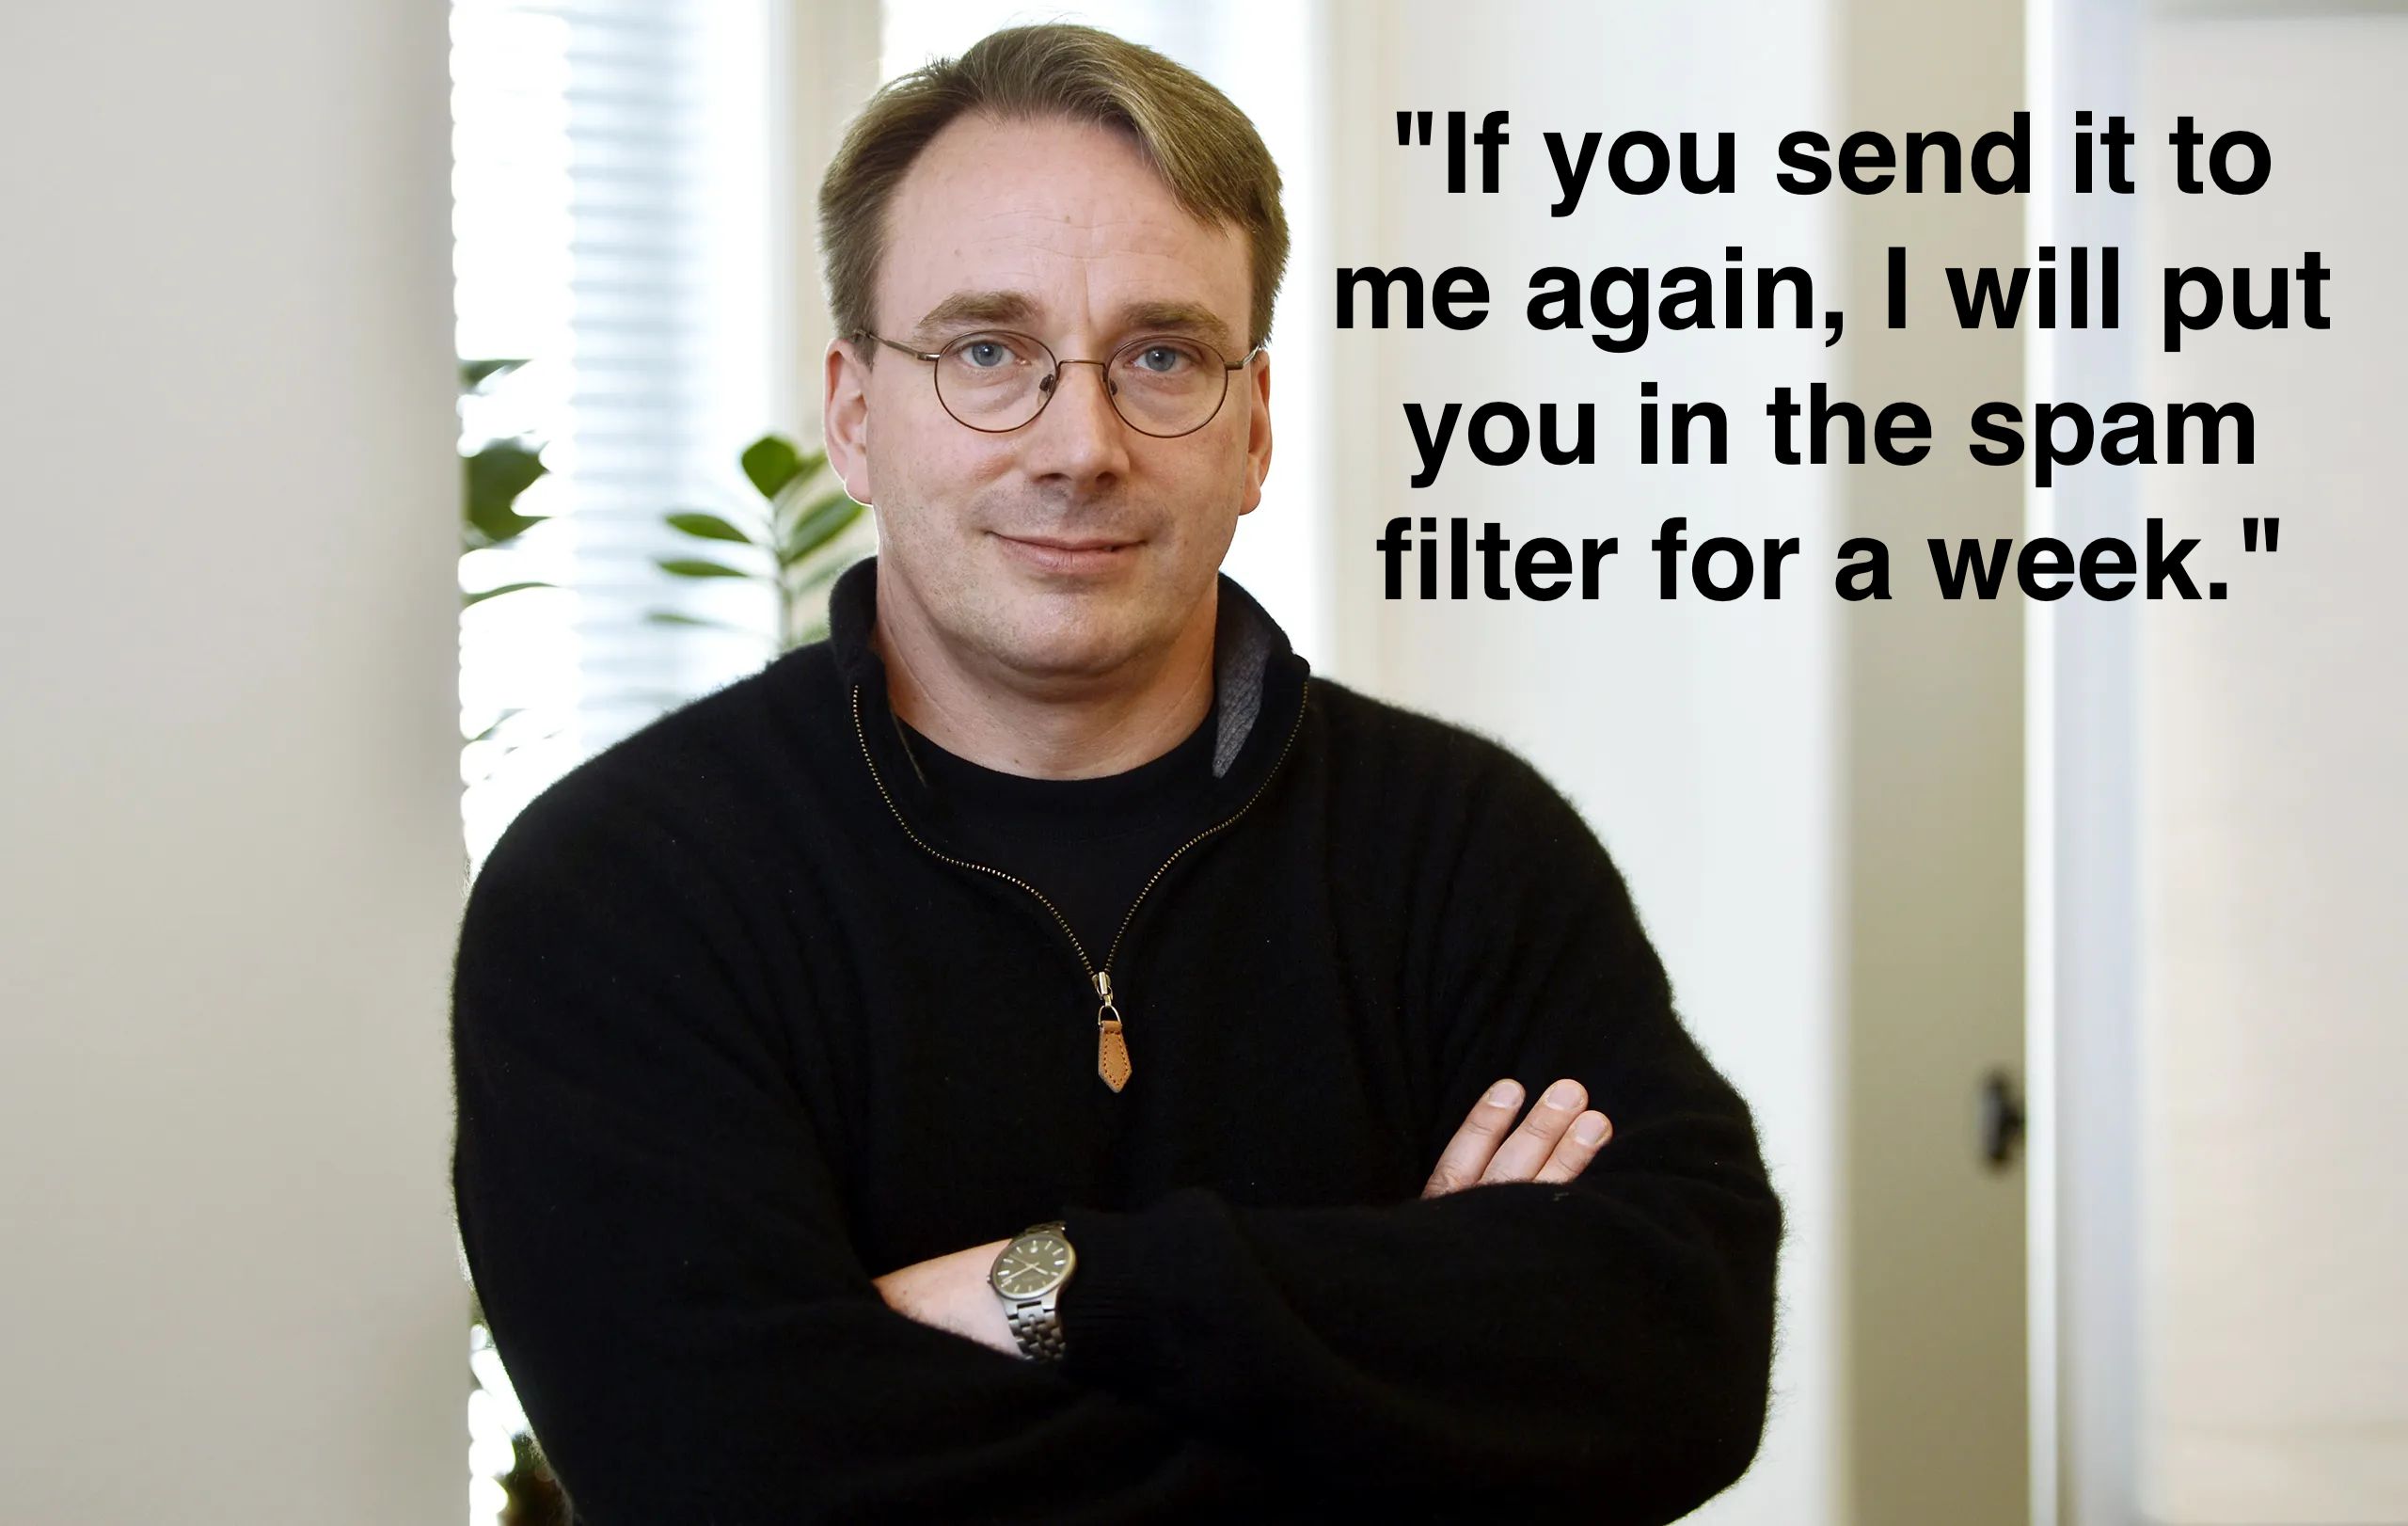 "If you send it to
me again, I will put
you in the spam
filter for a week."